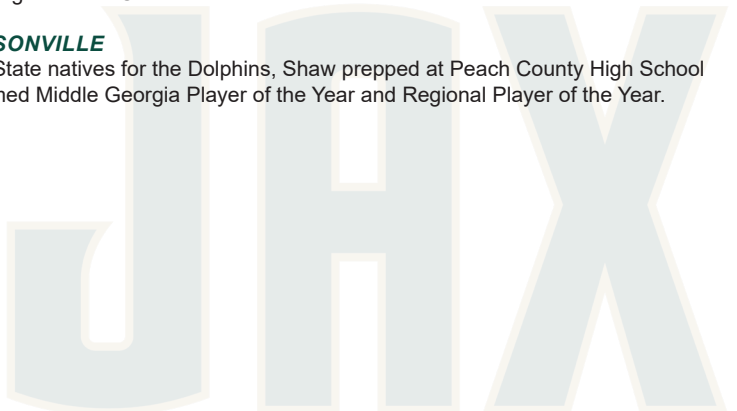 SONVILLE
State natives for the Dolphins, Shaw prepped at Peach County High School
ned Middle Georgia Player of the Year and Regional Player of the Year.
JAX